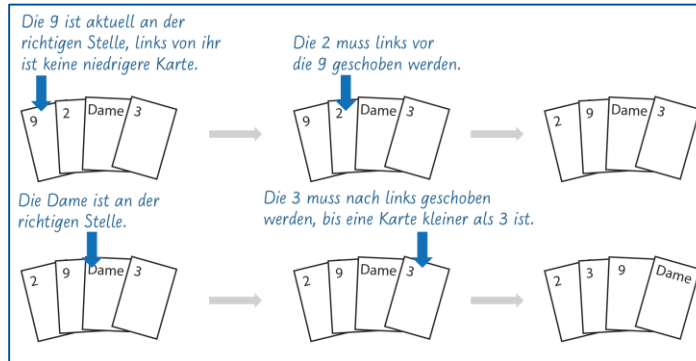 Die 9 ist aktuell an der
richtigen Stelle, links von ihr
ist keine niedrigere Karte.
Die 2 muss links vor
die 9 geschoben werden.
9 2 Dame 3
9 2 Dame 3
2 9 Dame 3
Die Dame ist an der
richtigen Stelle.
Die 3 muss nach links geschoben
werden, bis eine Karte kleiner als 3 ist.
2 9 Dame 3
2 9 Dame 3
2 3 9 Dame